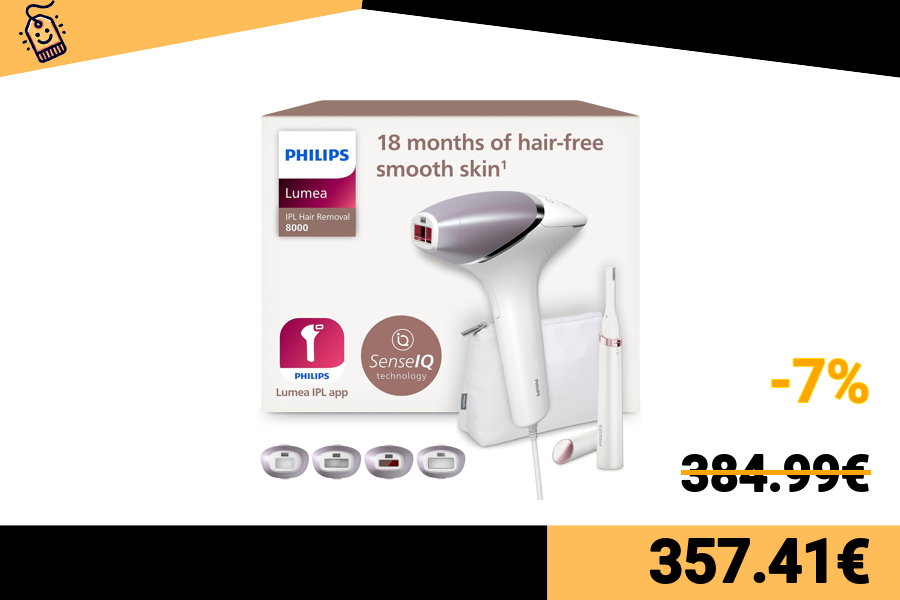 18 months of hair-free
smooth skin¹
PHILIPS
Lumea
IPL Hair Removal
8000
SenseIQ
technology
PHILIPS
Lumea IPL app
-7%
384.99€
357.41€